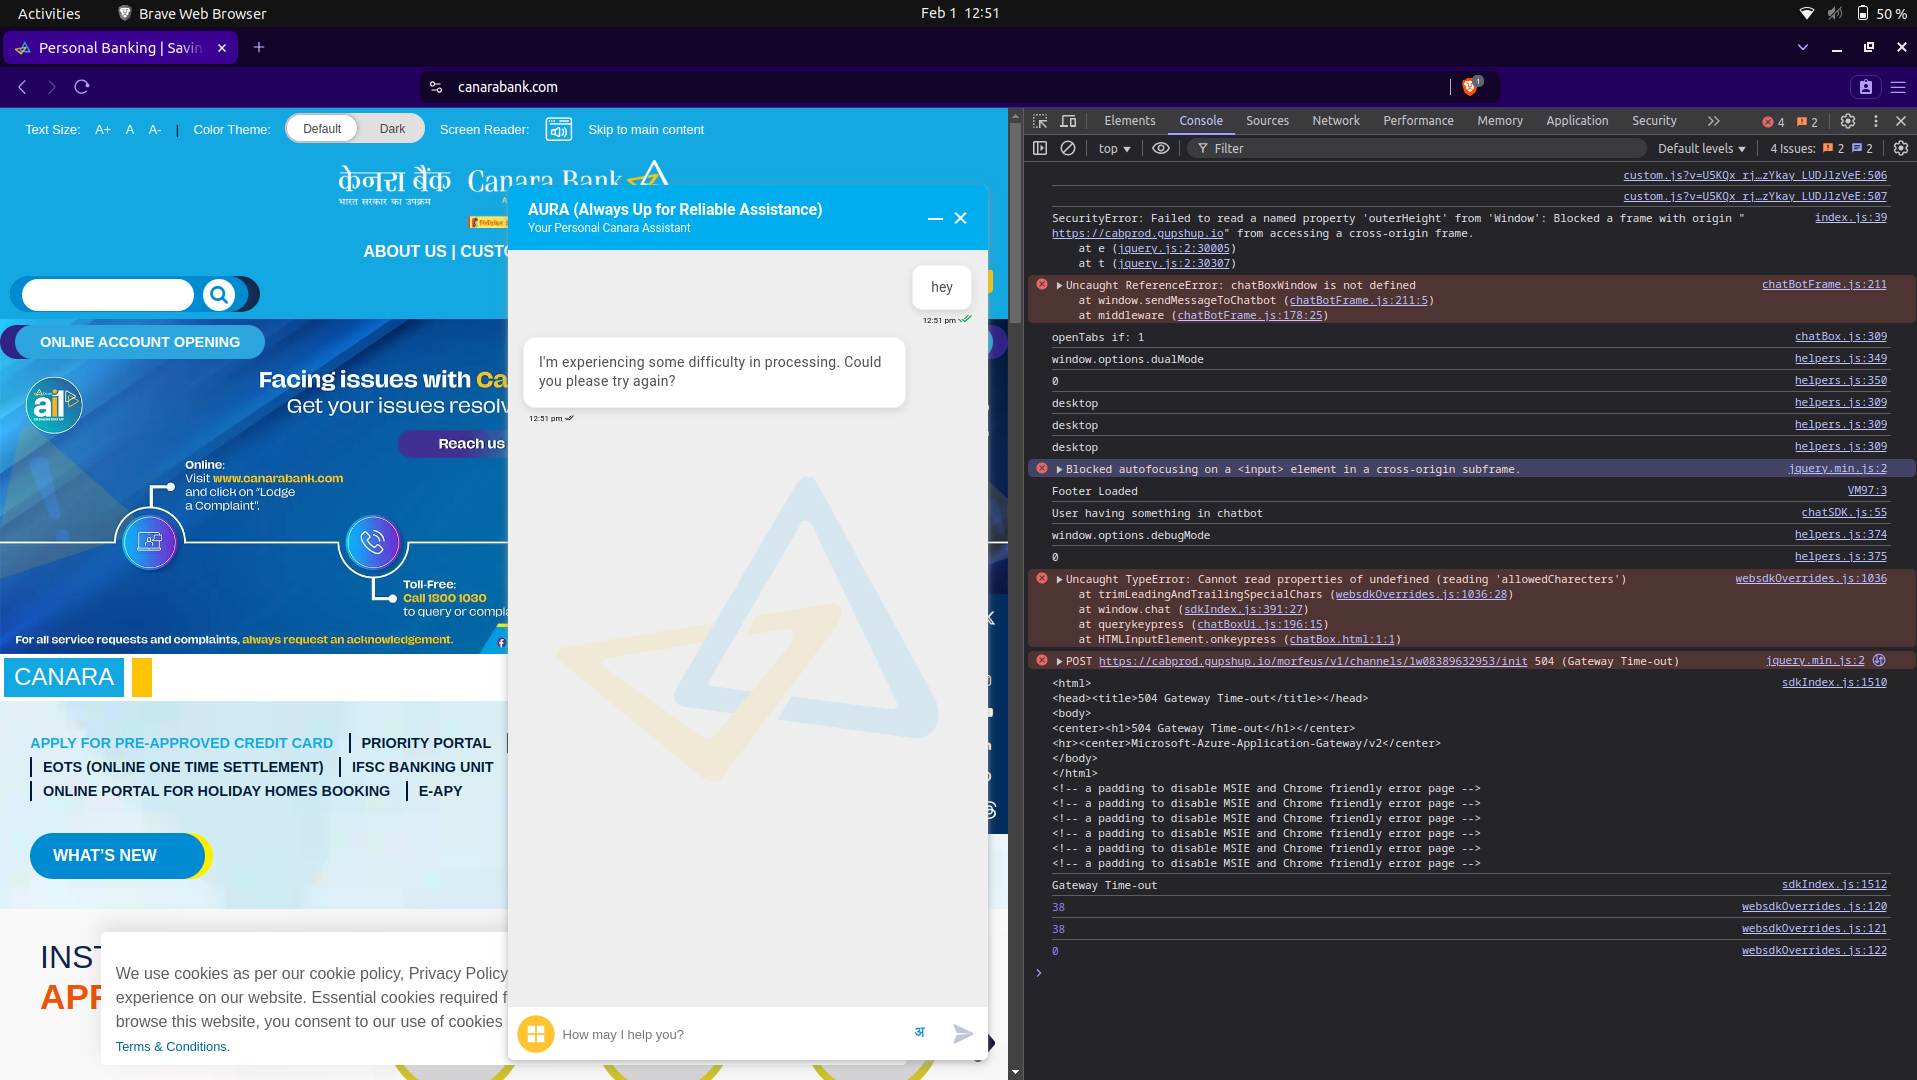 Activities
Brave Web Browser
Feb 1 12:51
50 %
Personal Banking | Savin
canarabank.com
1
Text Size: A+ A A- | Color Theme: Default Dark Screen Reader: Skip to main content
केनरा बैंक Canara Bank
भारत सरकार का उपक्रम
ABOUT US | CUSTO
ONLINE ACCOUNT OPENING
ai1
Facing issues with Ca
Get your issues resolv
Reach us
Online:
Visit www.canarabank.com
and click on "Lodge
a Complaint".
Toll-Free:
Call 1800 1030
to query or compla
For all service requests and complaints, always request an acknowledgement.
CANARA
APPLY FOR PRE-APPROVED CREDIT CARD
PRIORITY PORTAL
EOTS (ONLINE ONE TIME SETTLEMENT)
IFSC BANKING UNIT
ONLINE PORTAL FOR HOLIDAY HOMES BOOKING
E-APY
WHAT'S NEW
INST
APP
We use cookies as per our cookie policy, Privacy Policy
experience on our website. Essential cookies required f
browse this website, you consent to our use of cookies
Terms & Conditions.
AURA (Always Up for Reliable Assistance)
Your Personal Canara Assistant
hey
12:51 pm
I'm experiencing some difficulty in processing. Could
you please try again?
12:51 pm
How may I help you?
अ
Elements Console Sources Network Performance Memory Application Security
4 2
top
Filter
Default levels
4 Issues: 2 2
custom.js?v=U5KQx_rj…zYkay_LUDJlzVeE:506
custom.js?v=U5KQx_rj…zYkay_LUDJlzVeE:507
SecurityError: Failed to read a named property 'outerHeight' from 'Window': Blocked a frame with origin " index.js:39
https://cabprod.gupshup.io" from accessing a cross-origin frame.
at e (jquery.js:2:30005)
at t (jquery.js:2:30307)
Uncaught ReferenceError: chatBoxWindow is not defined chatBotFrame.js:211
at window.sendMessageToChatbot (chatBotFrame.js:211:5)
at middleware (chatBotFrame.js:178:25)
openTabs if: 1 chatBox.js:309
window.options.dualMode helpers.js:349
0 helpers.js:350
desktop helpers.js:309
desktop helpers.js:309
desktop helpers.js:309
Blocked autofocusing on a <input> element in a cross-origin subframe. jquery.min.js:2
Footer Loaded VM97:3
User having something in chatbot chatSDK.js:55
window.options.debugMode helpers.js:374
0 helpers.js:375
Uncaught TypeError: Cannot read properties of undefined (reading 'allowedCharecters') websdkOverrides.js:1036
at trimLeadingAndTrailingSpecialChars (websdkOverrides.js:1036:28)
at window.chat (sdkIndex.js:391:27)
at querykeypress (chatBoxUi.js:196:15)
at HTMLInputElement.onkeypress (chatBox.html:1:1)
POST https://cabprod.gupshup.io/morfeus/v1/channels/1w08389632953/init 504 (Gateway Time-out) jquery.min.js:2
<html> sdkIndex.js:1510
<head><title>504 Gateway Time-out</title></head>
<body>
<center><h1>504 Gateway Time-out</h1></center>
<hr><center>Microsoft-Azure-Application-Gateway/v2</center>
</body>
</html>
<!-- a padding to disable MSIE and Chrome friendly error page -->
<!-- a padding to disable MSIE and Chrome friendly error page -->
<!-- a padding to disable MSIE and Chrome friendly error page -->
<!-- a padding to disable MSIE and Chrome friendly error page -->
<!-- a padding to disable MSIE and Chrome friendly error page -->
<!-- a padding to disable MSIE and Chrome friendly error page -->
Gateway Time-out sdkIndex.js:1512
38 websdkOverrides.js:120
38 websdkOverrides.js:121
0 websdkOverrides.js:122